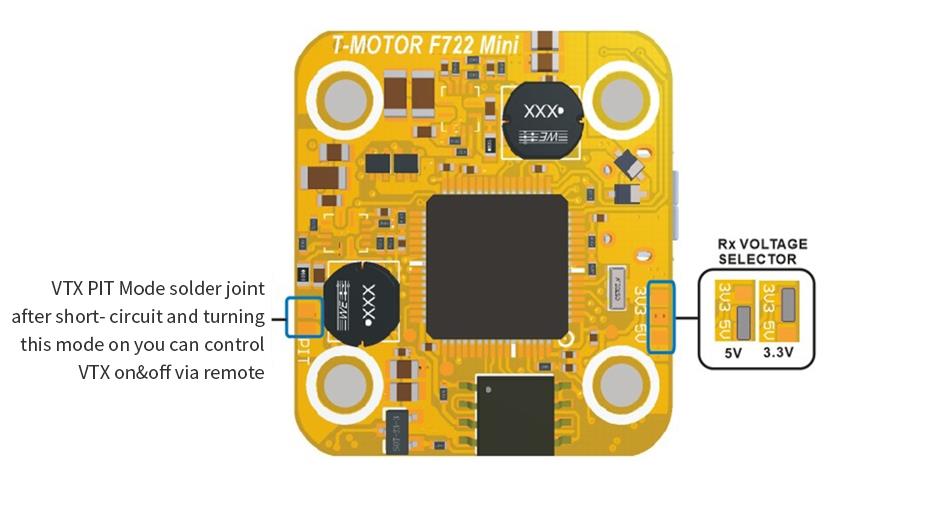 T-MOTOR F722 Mini
XXX•
WE
Rx VOLTAGE
SELECTOR
VTX PIT Mode solder joint
after short- circuit and turning
this mode on you can control
VTX on&off via remote
XXX•
WE
PIT
3V3 5V
3V3 5V
3V3 5V
5V
3.3V